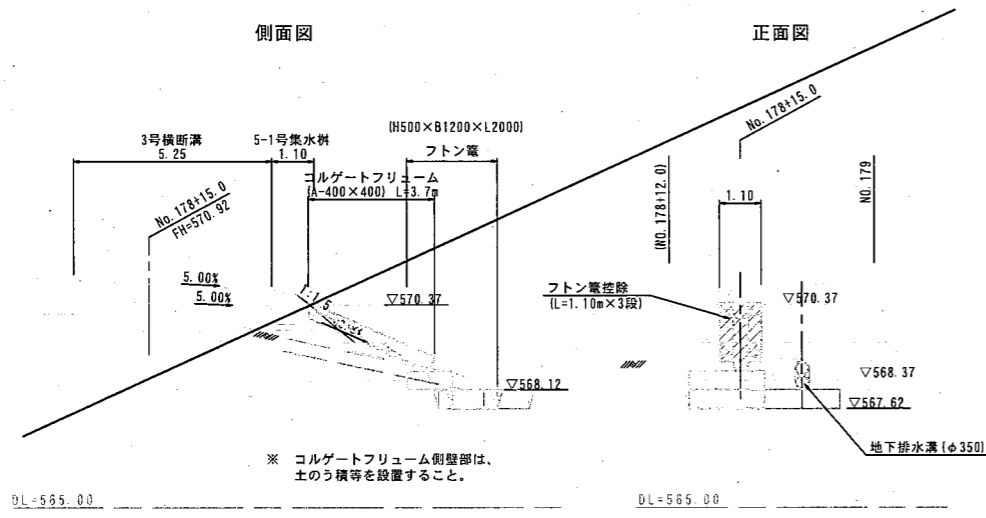 側面図
正面図
3号横断溝
5.25
5-1号集水桝
1.10
(H500×B1200×L2000)
フトン篭
コルゲートフリューム
(A-400×400) L=3.7m
No.178+15.0
FH=570.92
5.00%
5.00%
1:1.5
▽570.37
▽568.12
※ コルゲートフリューム側壁部は、
土のう積等を設置すること。
DL=565.00
No.178+15.0
(NO.178+12.0)
NO.179
1.10
フトン篭控除
(L=1.10m×3段)
▽570.37
▽568.37
▽567.62
地下排水溝(φ350)
DL=565.00